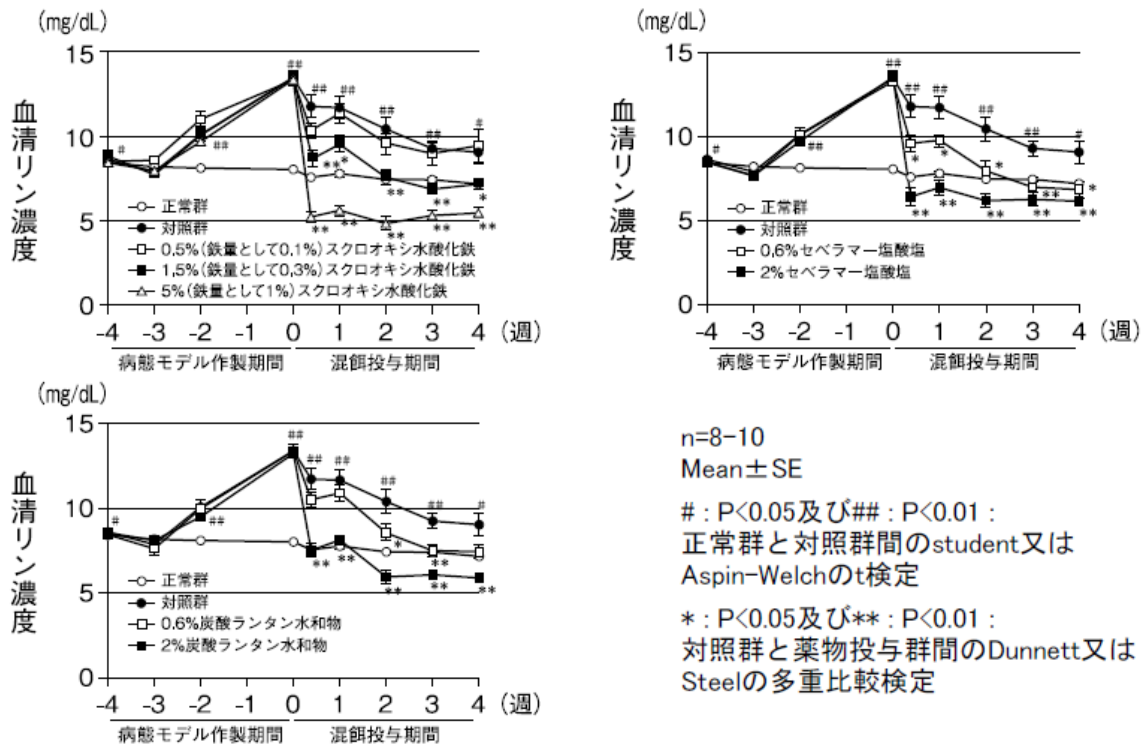 (mg/dL)
15
10
5
0
血清リン濃度
## 
#
##
##
##
##
##
#
**
*
**
**
*
**
**
**
**
**
正常群
対照群
0.5%(鉄量として0.1%)スクロオキシ水酸化鉄
1.5%(鉄量として0.3%)スクロオキシ水酸化鉄
5%(鉄量として1%)スクロオキシ水酸化鉄
-4 -3 -2 -1 0 1 2 3 4 (週)
病態モデル作製期間 混餌投与期間
(mg/dL)
15
10
5
0
血清リン濃度
##
#
##
##
##
##
##
#
*
*
*
**
*
**
**
**
**
**
正常群
対照群
0.6%セベラマー塩酸塩
2%セベラマー塩酸塩
-4 -3 -2 -1 0 1 2 3 4 (週)
病態モデル作製期間 混餌投与期間
(mg/dL)
15
10
5
0
血清リン濃度
##
#
##
##
##
##
##
#
**
**
*
**
**
**
**
正常群
対照群
0.6%炭酸ランタン水和物
2%炭酸ランタン水和物
-4 -3 -2 -1 0 1 2 3 4 (週)
病態モデル作製期間 混餌投与期間
n=8-10
Mean±SE
# : P<0.05及び## : P<0.01 :
正常群と対照群間のstudent又は
Aspin-Welchのt検定
* : P<0.05及び** : P<0.01 :
対照群と薬物投与群間のDunnett又は
Steelの多重比較検定